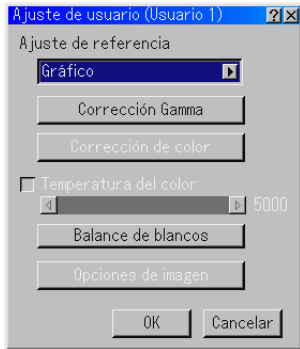 Ajuste de usuario (Usuario 1)
Ajuste de referencia
Gráfico
Corrección Gamma
Corrección de color
Temperatura del color
5000
Balance de blancos
Opciones de imagen
OK Cancelar